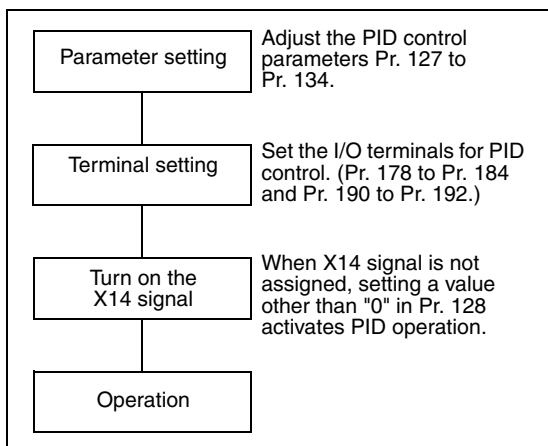 Parameter setting
Adjust the PID control
parameters Pr. 127 to
Pr. 134.
Terminal setting
Set the I/O terminals for PID
control. (Pr. 178 to Pr. 184
and Pr. 190 to Pr. 192.)
Turn on the
X14 signal
When X14 signal is not
assigned, setting a value
other than "0" in Pr. 128
activates PID operation.
Operation